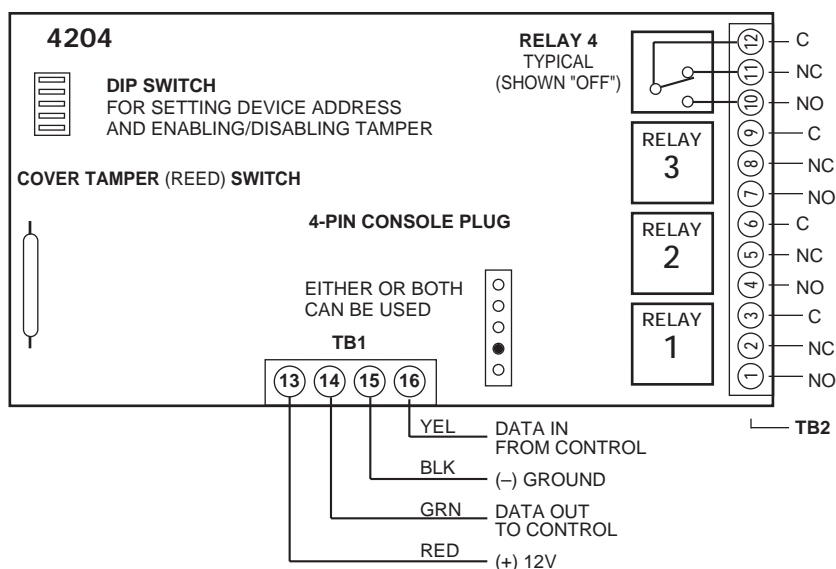 4204
DIP SWITCH
FOR SETTING DEVICE ADDRESS
AND ENABLING/DISABLING TAMPER
COVER TAMPER (REED) SWITCH
4-PIN CONSOLE PLUG
EITHER OR BOTH
CAN BE USED
TB1
13 14 15 16
RELAY 4
TYPICAL
(SHOWN "OFF")
RELAY
3
RELAY
2
RELAY
1
12 C
11 NC
10 NO
9 C
8 NC
7 NO
6 C
5 NC
4 NO
3 C
2 NC
1 NO
TB2
YEL DATA IN
FROM CONTROL
BLK (–) GROUND
GRN DATA OUT
TO CONTROL
RED (+) 12V